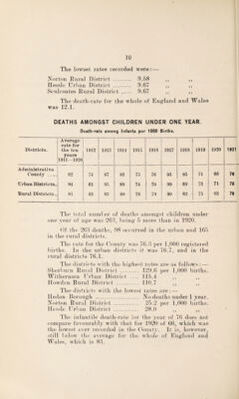 10
The lowest rates recorded were:—
Norton Rural District 9.58 ,, ,,
Hessle Urban District 9.67 ,, ,,
Sculcoates Rural District 9.67 ,, ,,
The death-rate for the whole of England and Wales
was 12.1.
DEATHS AMONGST CHILDREN UNDER ONE YEAR.
Death-rate among Infants per 1000 Births.
Districts. Average rate for the ten years 1911—1920 1912 1913 1914 1915 1916 1917 1918 1919 1920 1921
Administrative
County
Urban Districts
Rural Districts
The total number of deaths amongst children under
one year of age was 263, being 5 more than in 1920.
Of the 263 deaths, 98 occurred in the urban and 165
in the rural districts.
The rate for the County was 76.3 per 1,000 registered
births. In the urban districts it was 76.7, and in the
rural districts 76.1.
The districts with the highest rates are as follows:—
Sherburn Rural District 129.6 per 1,000 births.
Withernsea Urban District 115.4 ,, ,,
Howden Rural District 110.7 ,, ,,
The districts with the lowest rates are:—
Hedon Borough No deaths under 1 year.
Norton Rural District 25.2 per 1,000 births.
Hessle Urban District 28.0 ,, ,,
The infantile death-rate for the year of 76 does not
compare favourably with that for 1920 of 68, which was
the lowest ever recorded in the County. It is, however,
still below the average for the whole of England and
Wales, which is 83.